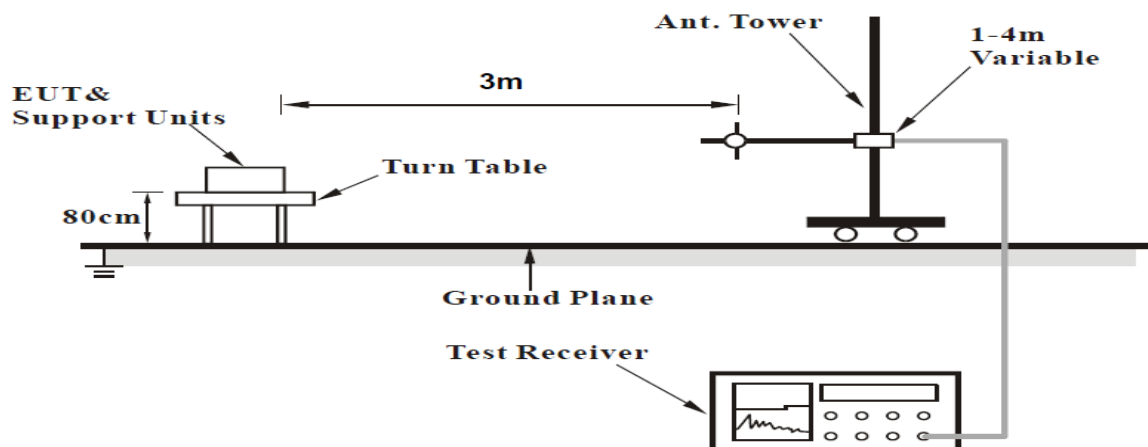 Ant. Tower
1-4m
Variable
3m
EUT&
Support Units
Turn Table
80cm
Ground Plane
Test Receiver